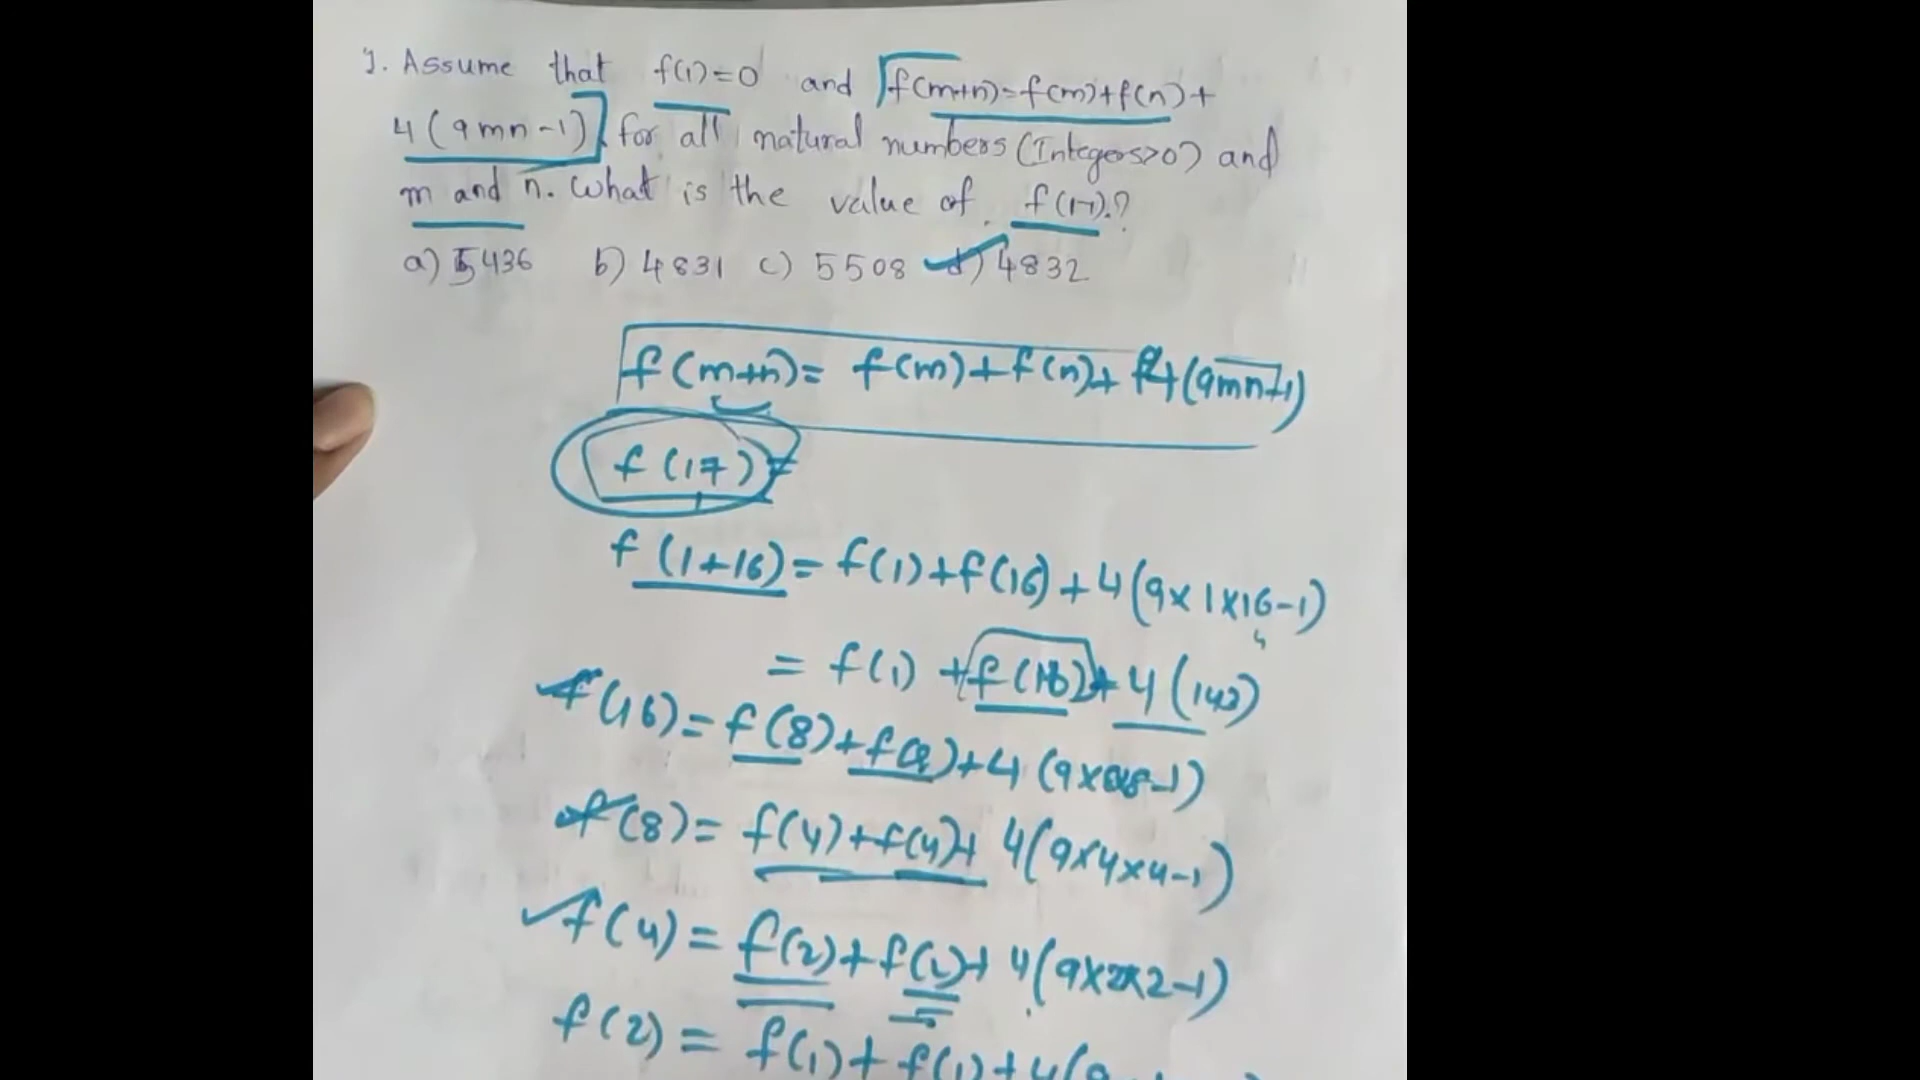 1. Assume that f(1)=0 and f(m+n)=f(m)+f(n)+
4(9mn-1) for all natural numbers (Integers>0) and
m and n. What is the value of f(17).?
a) 5436 b) 4831 c) 5508 d) 4832
f(m+n)= f(m)+f(n)+ 4(9mn-1)
f(17)=
f(1+16)= f(1)+f(16)+4(9×1×16-1)
= f(1)+f(16)+4(143)
f(16)=f(8)+f(8)+4(9×8×8-1)
f(8)= f(4)+f(4)+ 4(9×4×4-1)
f(4)= f(2)+f(2)+ 4(9×2×2-1)
f(2)= f(1)+f(1)+4(9